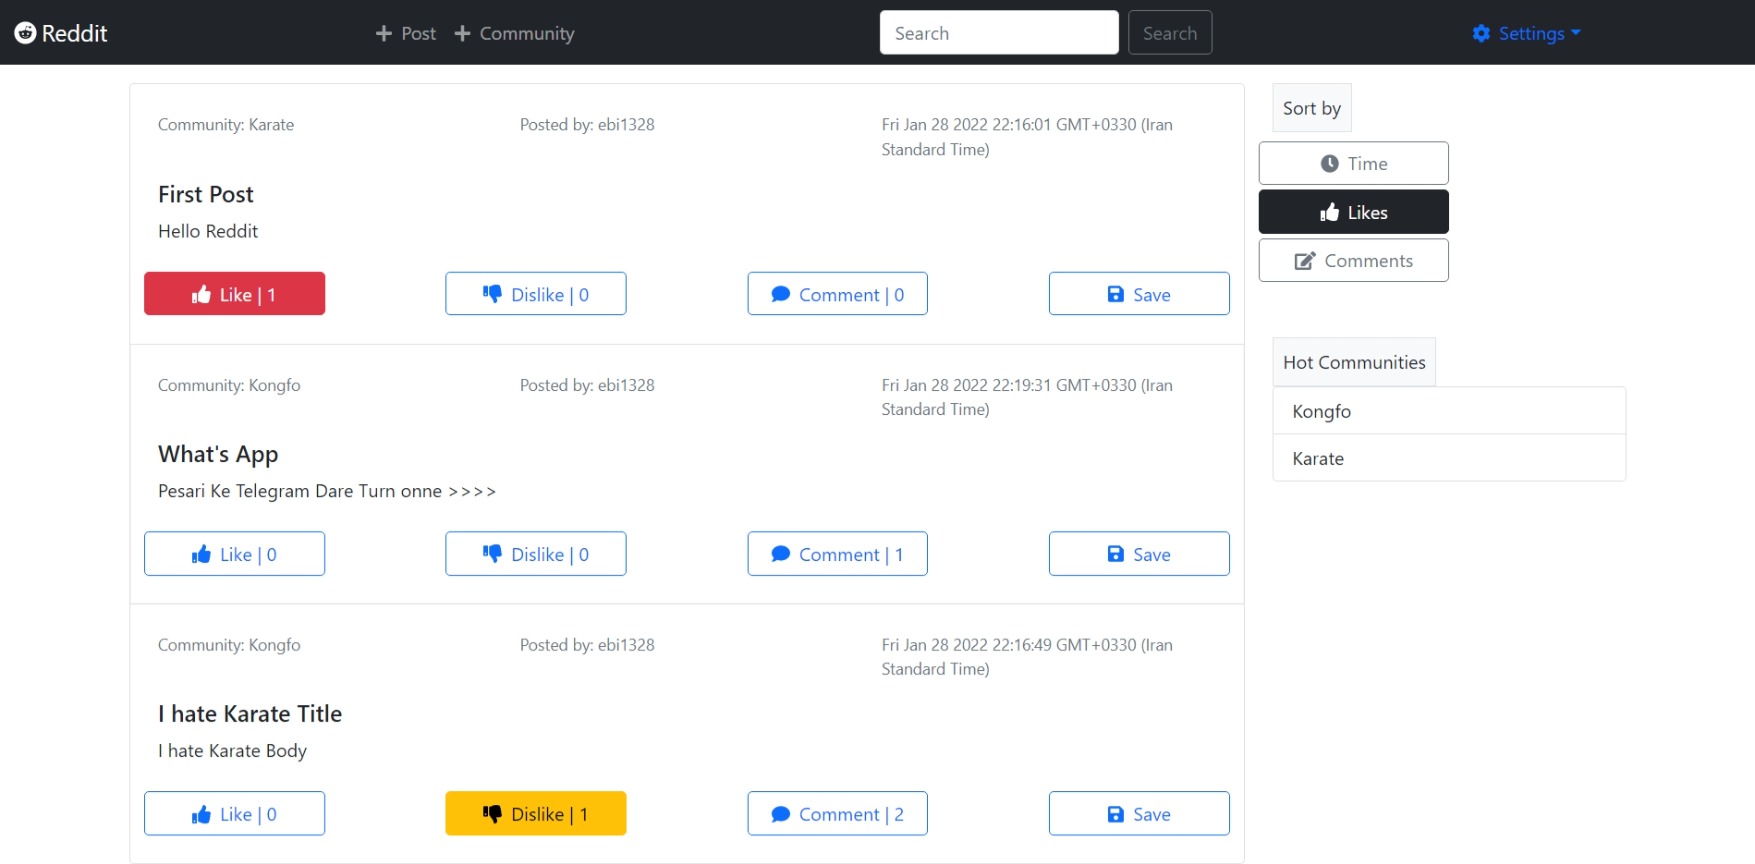 Reddit
Post
Community
Search
Search
Settings
Community: Karate
Posted by: ebi1328
Fri Jan 28 2022 22:16:01 GMT+0330 (Iran
Standard Time)
First Post
Hello Reddit
Like | 1
Dislike | 0
Comment | 0
Save
Community: Kongfo
Posted by: ebi1328
Fri Jan 28 2022 22:19:31 GMT+0330 (Iran
Standard Time)
What's App
Pesari Ke Telegram Dare Turn onne >>>>
Like | 0
Dislike | 0
Comment | 1
Save
Community: Kongfo
Posted by: ebi1328
Fri Jan 28 2022 22:16:49 GMT+0330 (Iran
Standard Time)
I hate Karate Title
I hate Karate Body
Like | 0
Dislike | 1
Comment | 2
Save
Sort by
Time
Likes
Comments
Hot Communities
Kongfo
Karate